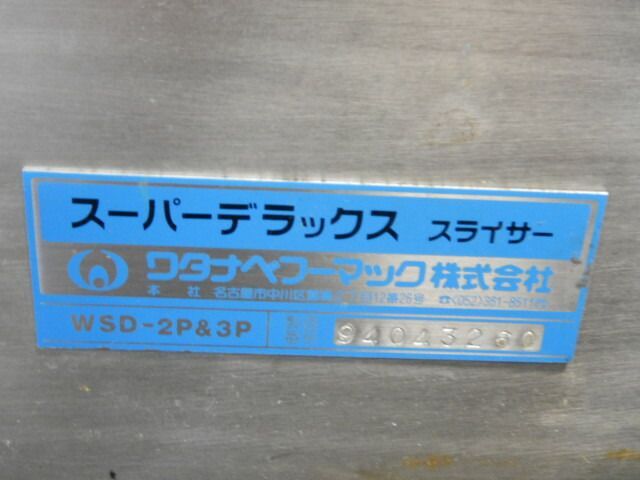 スーパーデラックス スライサー
ワタナベフーマック株式会社
本社 名古屋市中川区
WSD-2P&3P 94043260